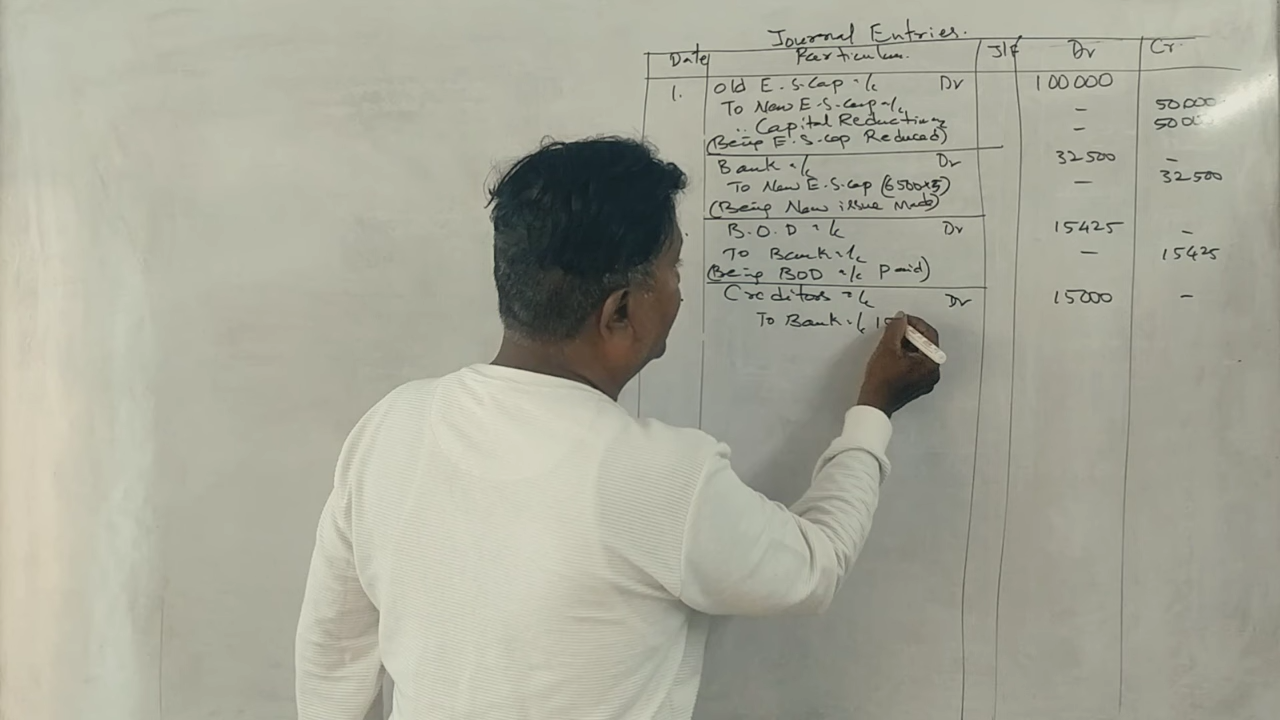 Journal Entries.
Date Particulars. J/F Dr Cr.
1. Old E.S.Cap a/c Dr 100000
To New E.S.Cap a/c - 50000
" Capital Reduction -
(Being E.S.Cap Reduced)
Bank a/c Dr 32500 -
To New E.S.Cap (6500x5) - 32500
(Being New issue Made)
B.O.D a/c Dr 15425 -
To Bank a/c - 15425
(Being BOD a/c Paid)
Creditors a/c Dr 15000 -
To Bank a/c